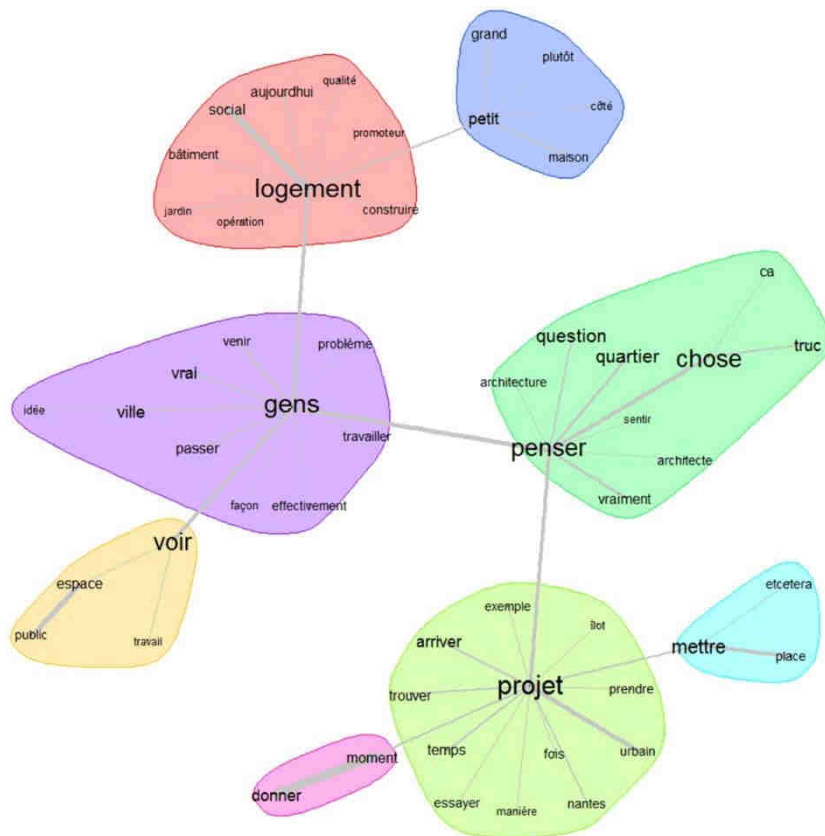 grand
plutôt
côté
petit
maison
qualité
aujourd'hui
social
promoteur
bâtiment
logement
construire
jardin
opération
ca
truc
question
quartier
chose
architecture
sentir
penser
architecte
vraiment
venir
problème
vrai
gens
idée
ville
travailler
passer
façon
effectivement
voir
espace
public
travail
exemple
îlot
arriver
projet
prendre
trouver
temps
fois
urbain
essayer
manière
nantes
etcetera
mettre
place
moment
donner